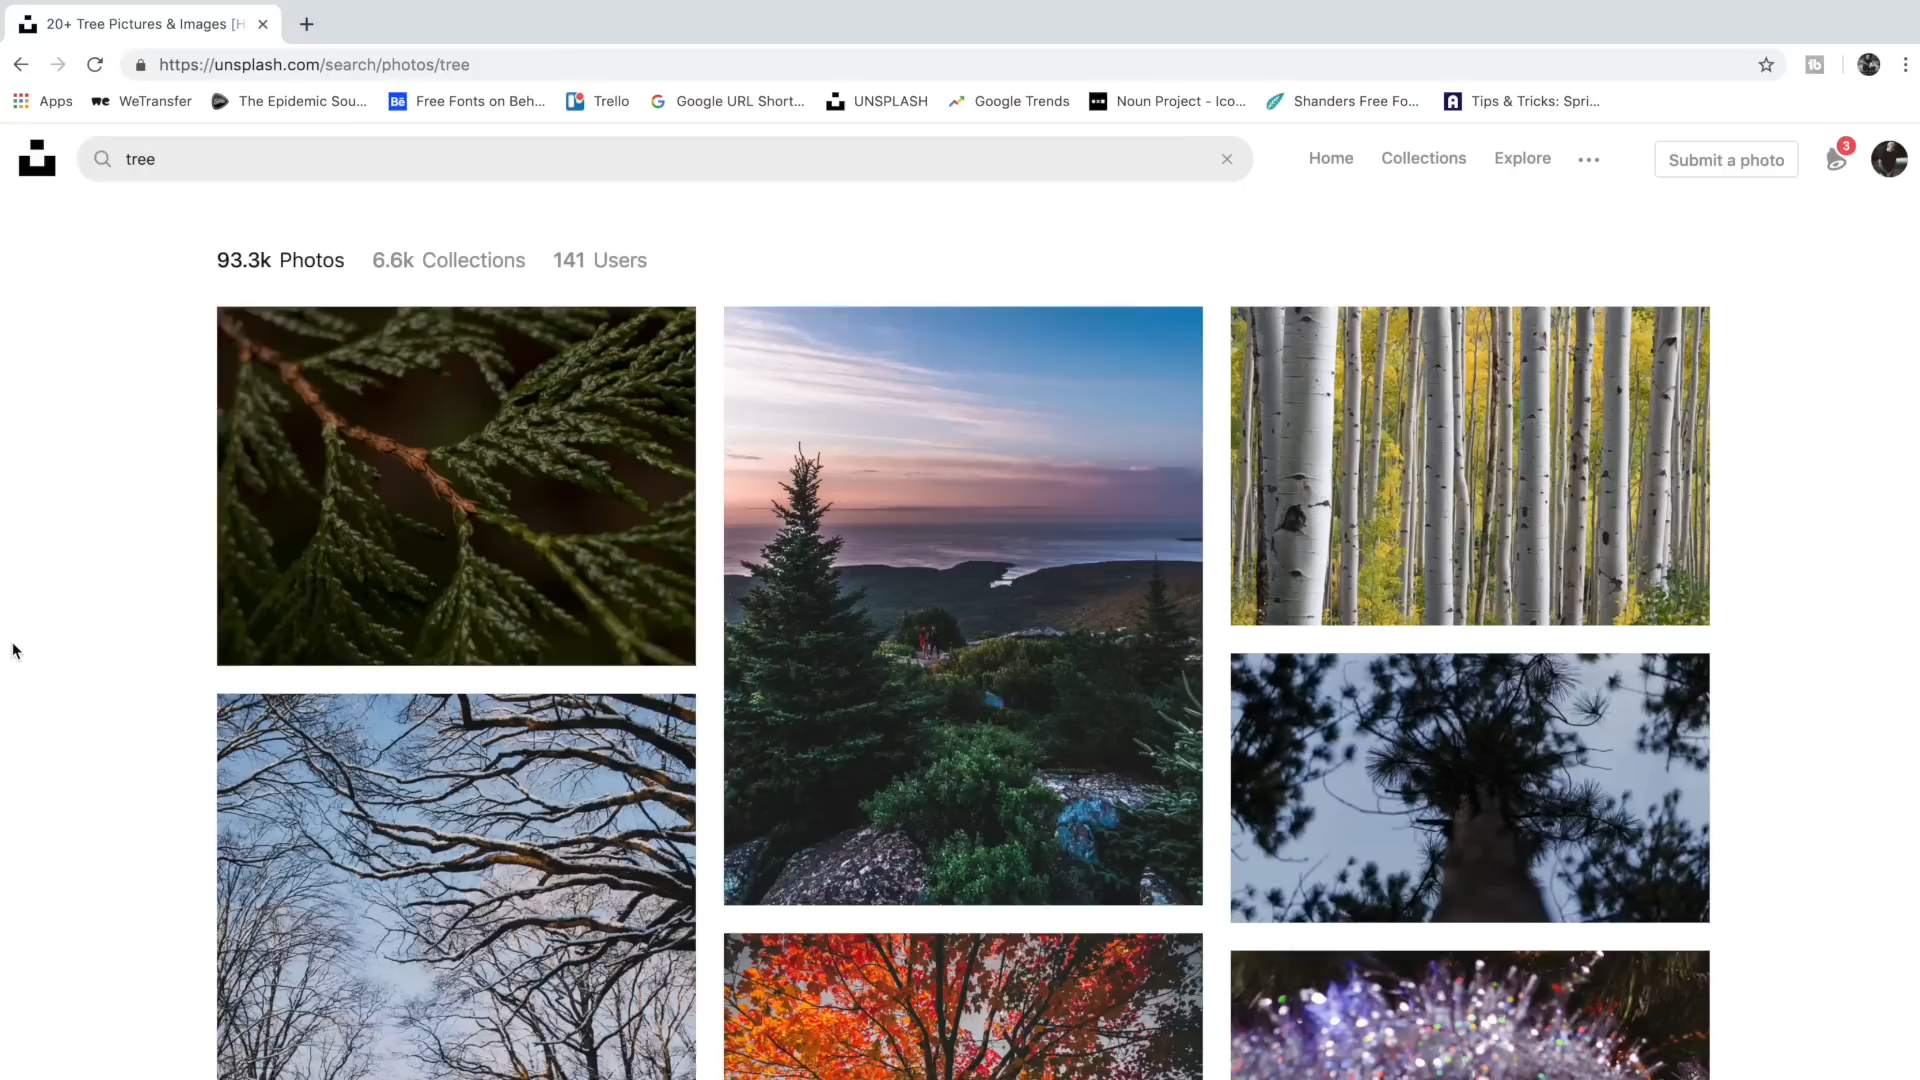 20+ Tree Pictures & Images [H
https://unsplash.com/search/photos/tree
Apps WeTransfer The Epidemic Sou... Free Fonts on Beh... Trello Google URL Short... UNSPLASH Google Trends Noun Project - Ico... Shanders Free Fo... Tips & Tricks: Spri...
tree Home Collections Explore Submit a photo 3
93.3k Photos 6.6k Collections 141 Users